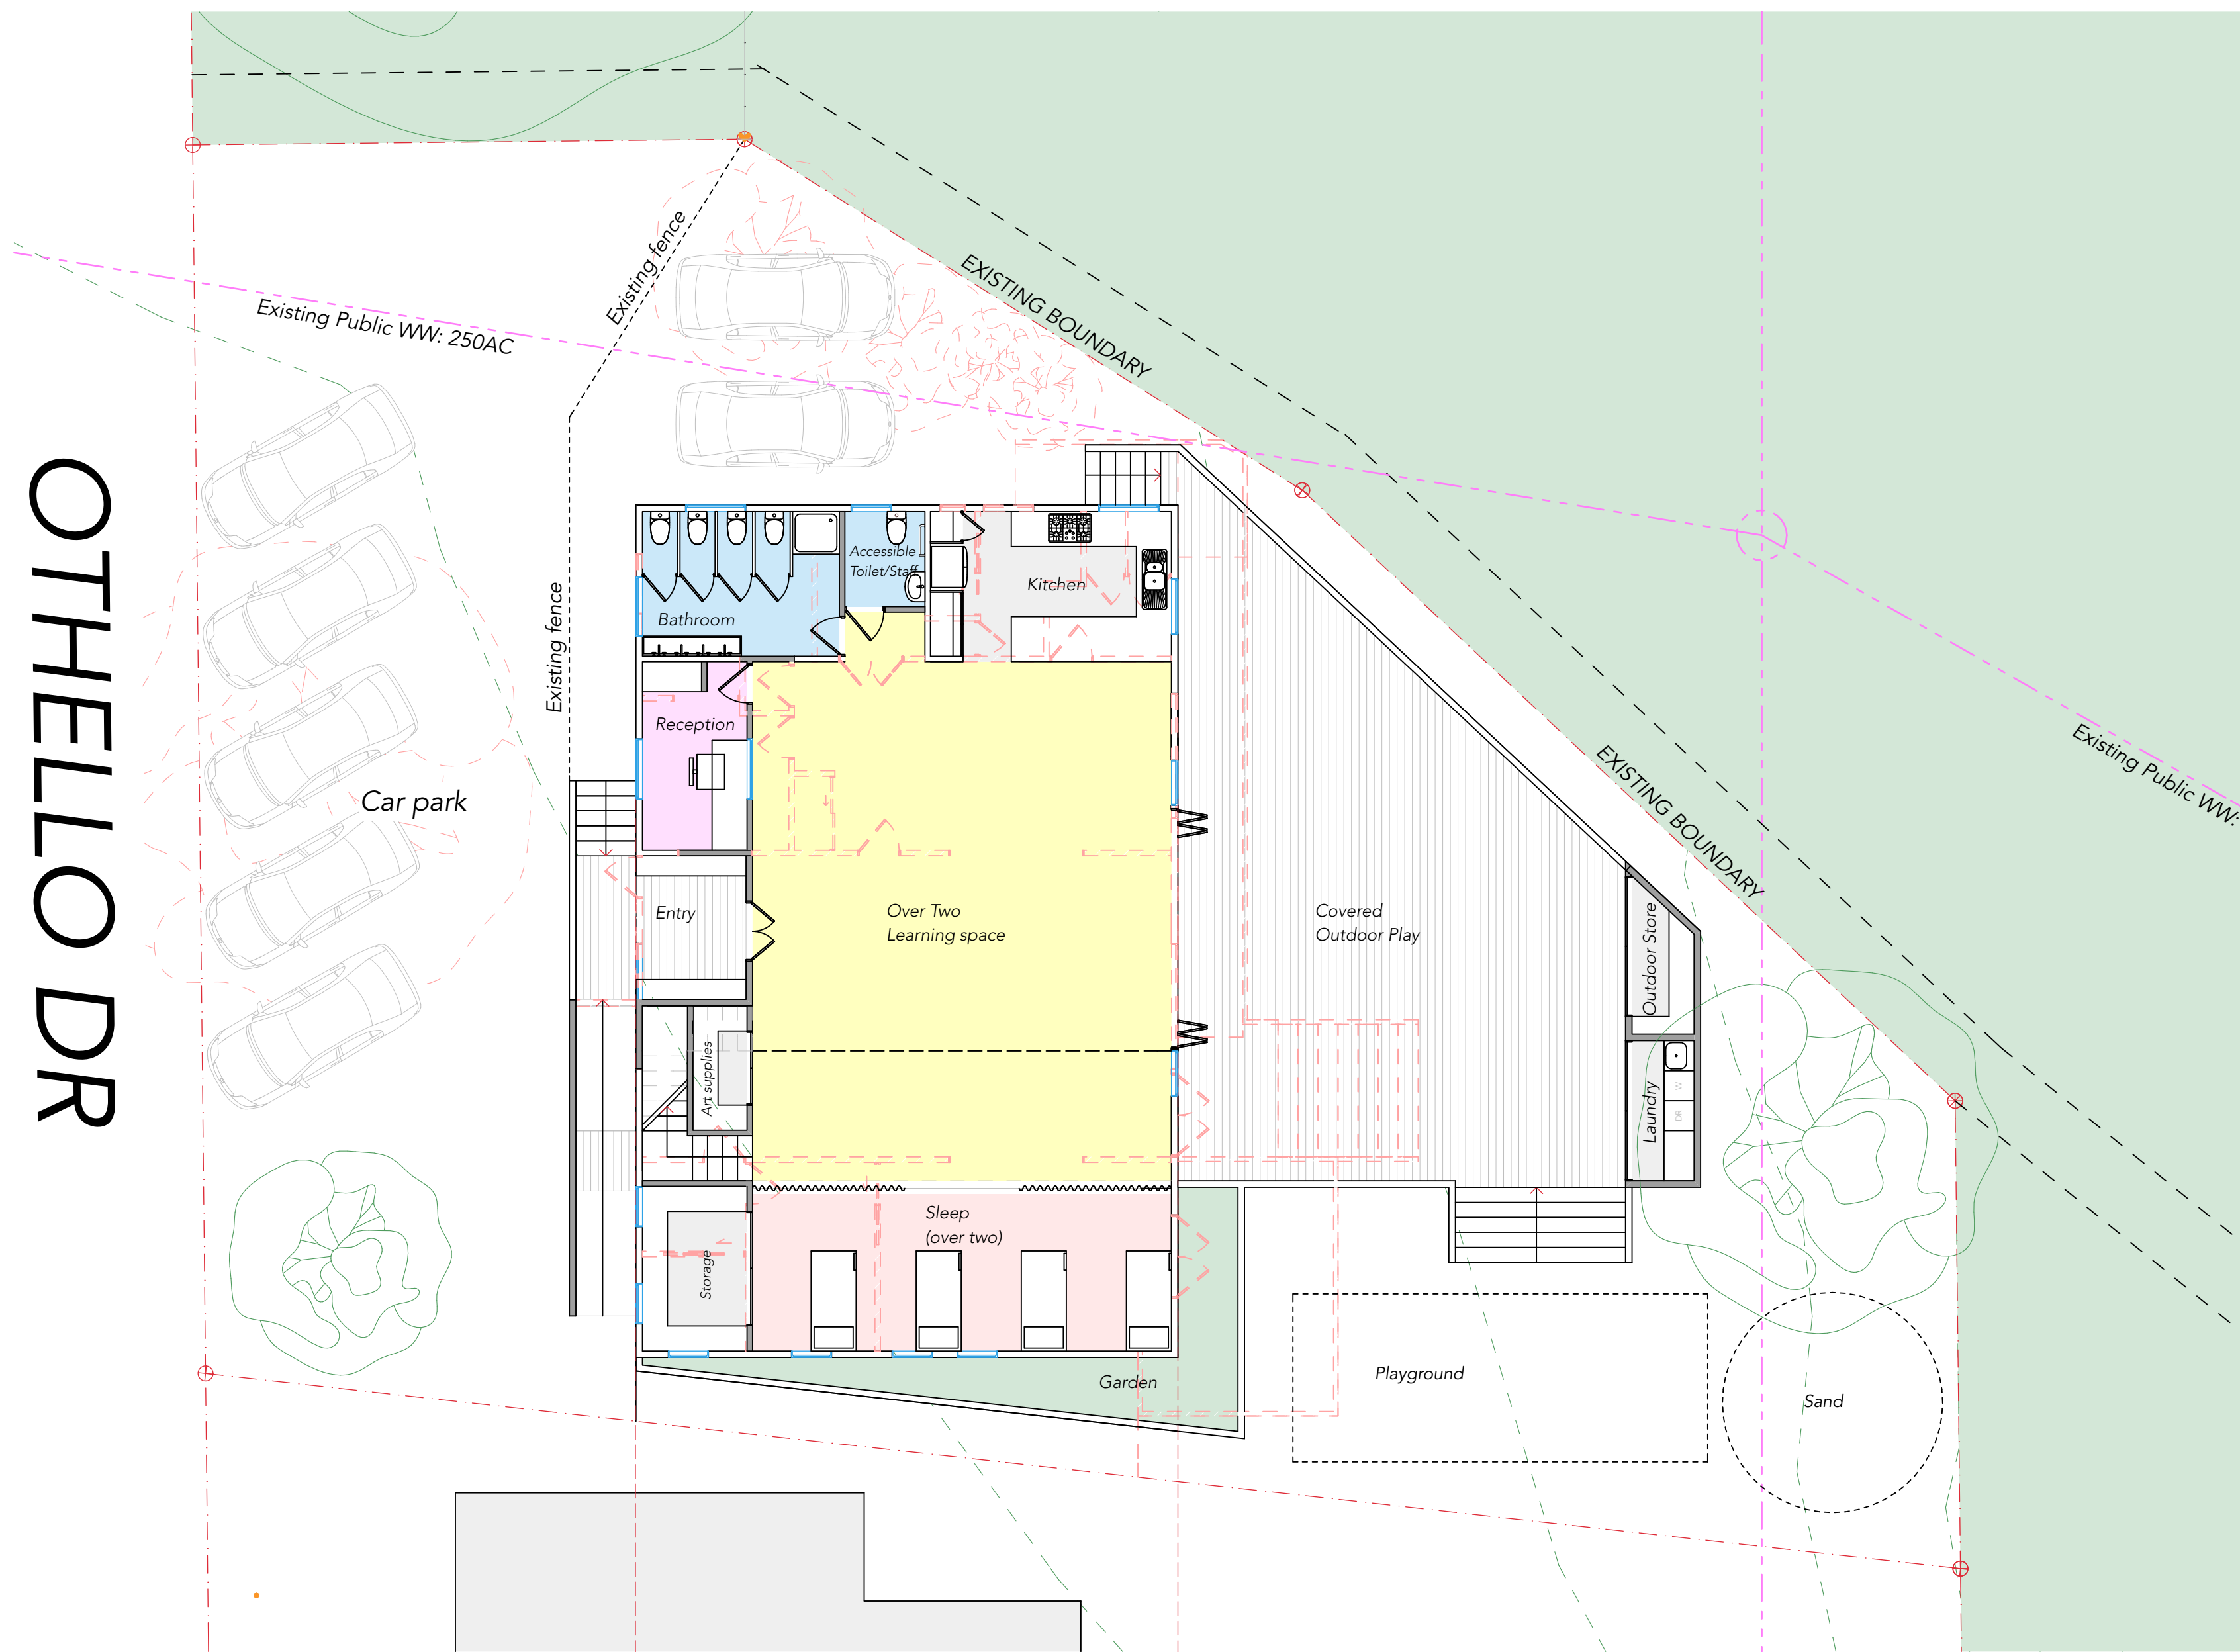 Existing fence
EXISTING BOUNDARY
Existing Public WW: 250AC
OTHELLO DR
Accessible
Toilet/Staff
Kitchen
Bathroom
Existing fence
Reception
Existing Public WW:
Car park
EXISTING BOUNDARY
Entry
Over Two
Learning space
Covered
Outdoor Play
Outdoor Store
Art supplies
Laundry
W
DR
Sleep
(over two)
Storage
Garden
Playground
Sand